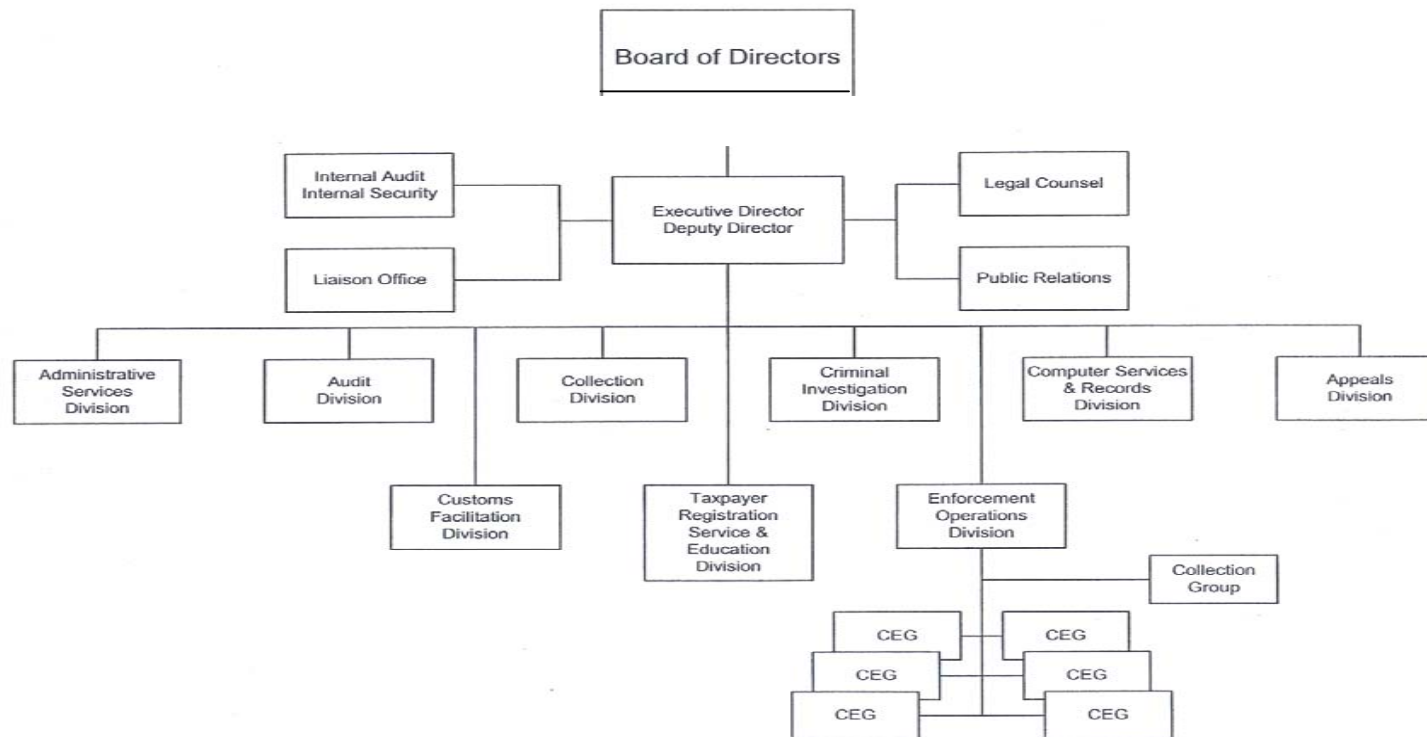 Board of Directors
Internal Audit
Internal Security
Executive Director
Deputy Director
Legal Counsel
Liaison Office
Public Relations
Administrative
Services
Division
Audit
Division
Collection
Division
Criminal
Investigation
Division
Computer Services
& Records
Division
Appeals
Division
Customs
Facilitation
Division
Taxpayer
Registration
Service &
Education
Division
Enforcement
Operations
Division
Collection
Group
CEG
CEG
CEG
CEG
CEG
CEG